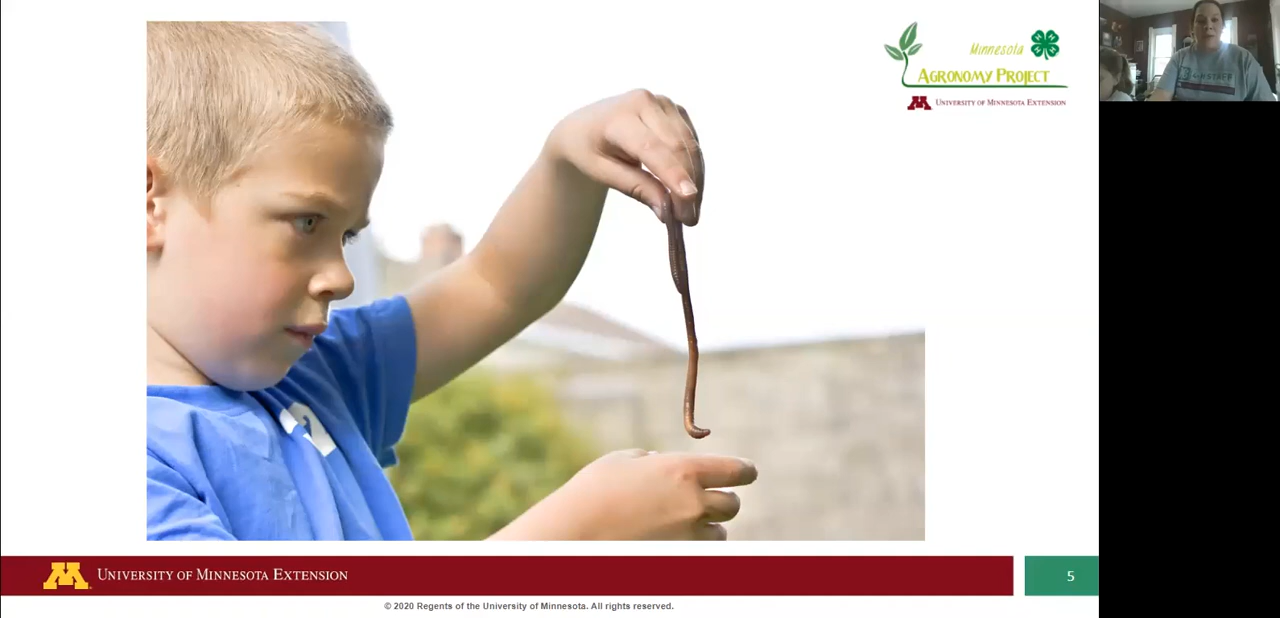 Minnesota
AGRONOMY PROJECT
UNIVERSITY OF MINNESOTA EXTENSION
UNIVERSITY OF MINNESOTA EXTENSION
5
© 2020 Regents of the University of Minnesota. All rights reserved.